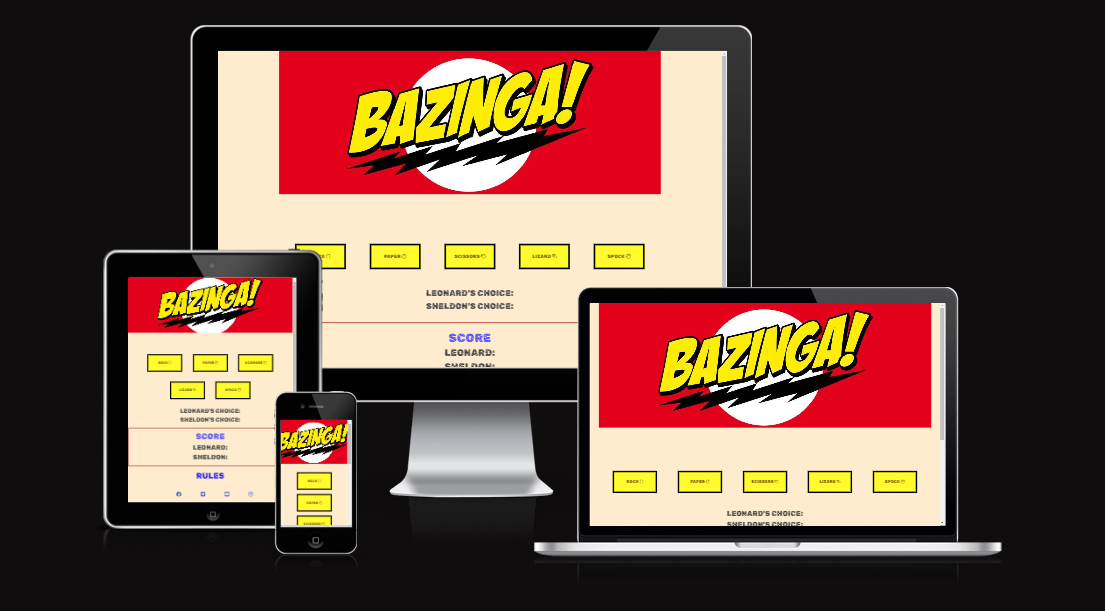 BAZINGA!
PAPER
SCISSORS
LIZARD
SPOCK
LEONARD'S CHOICE:
SHELDON'S CHOICE:
SCORE
LEONARD:
SHELDON:
BAZINGA!
ROCK
PAPER
SCISSORS
LIZARD
SPOCK
LEONARD'S CHOICE:
SHELDON'S CHOICE:
SCORE
LEONARD:
SHELDON:
RULES
BAZINGA!
ROCK
PAPER
SCISSORS
BAZINGA!
ROCK
PAPER
SCISSORS
LIZARD
SPOCK
LEONARD'S CHOICE:
SHELDON'S CHOICE: